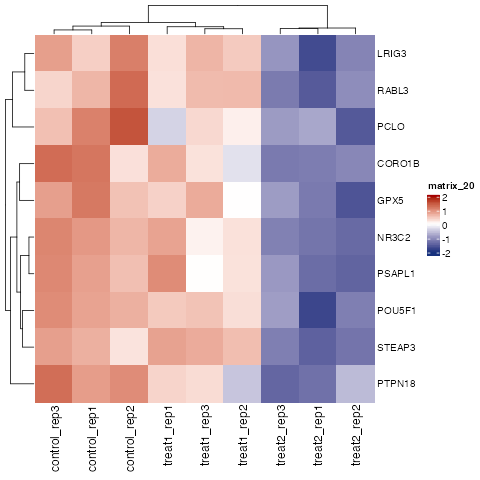 LRIG3
RABL3
PCLO
CORO1B
GPX5
NR3C2
PSAPL1
POU5F1
STEAP3
PTPN18
matrix_20
2
1
0
-1
-2
control_rep3
control_rep1
control_rep2
treat1_rep1
treat1_rep3
treat1_rep2
treat2_rep3
treat2_rep1
treat2_rep2